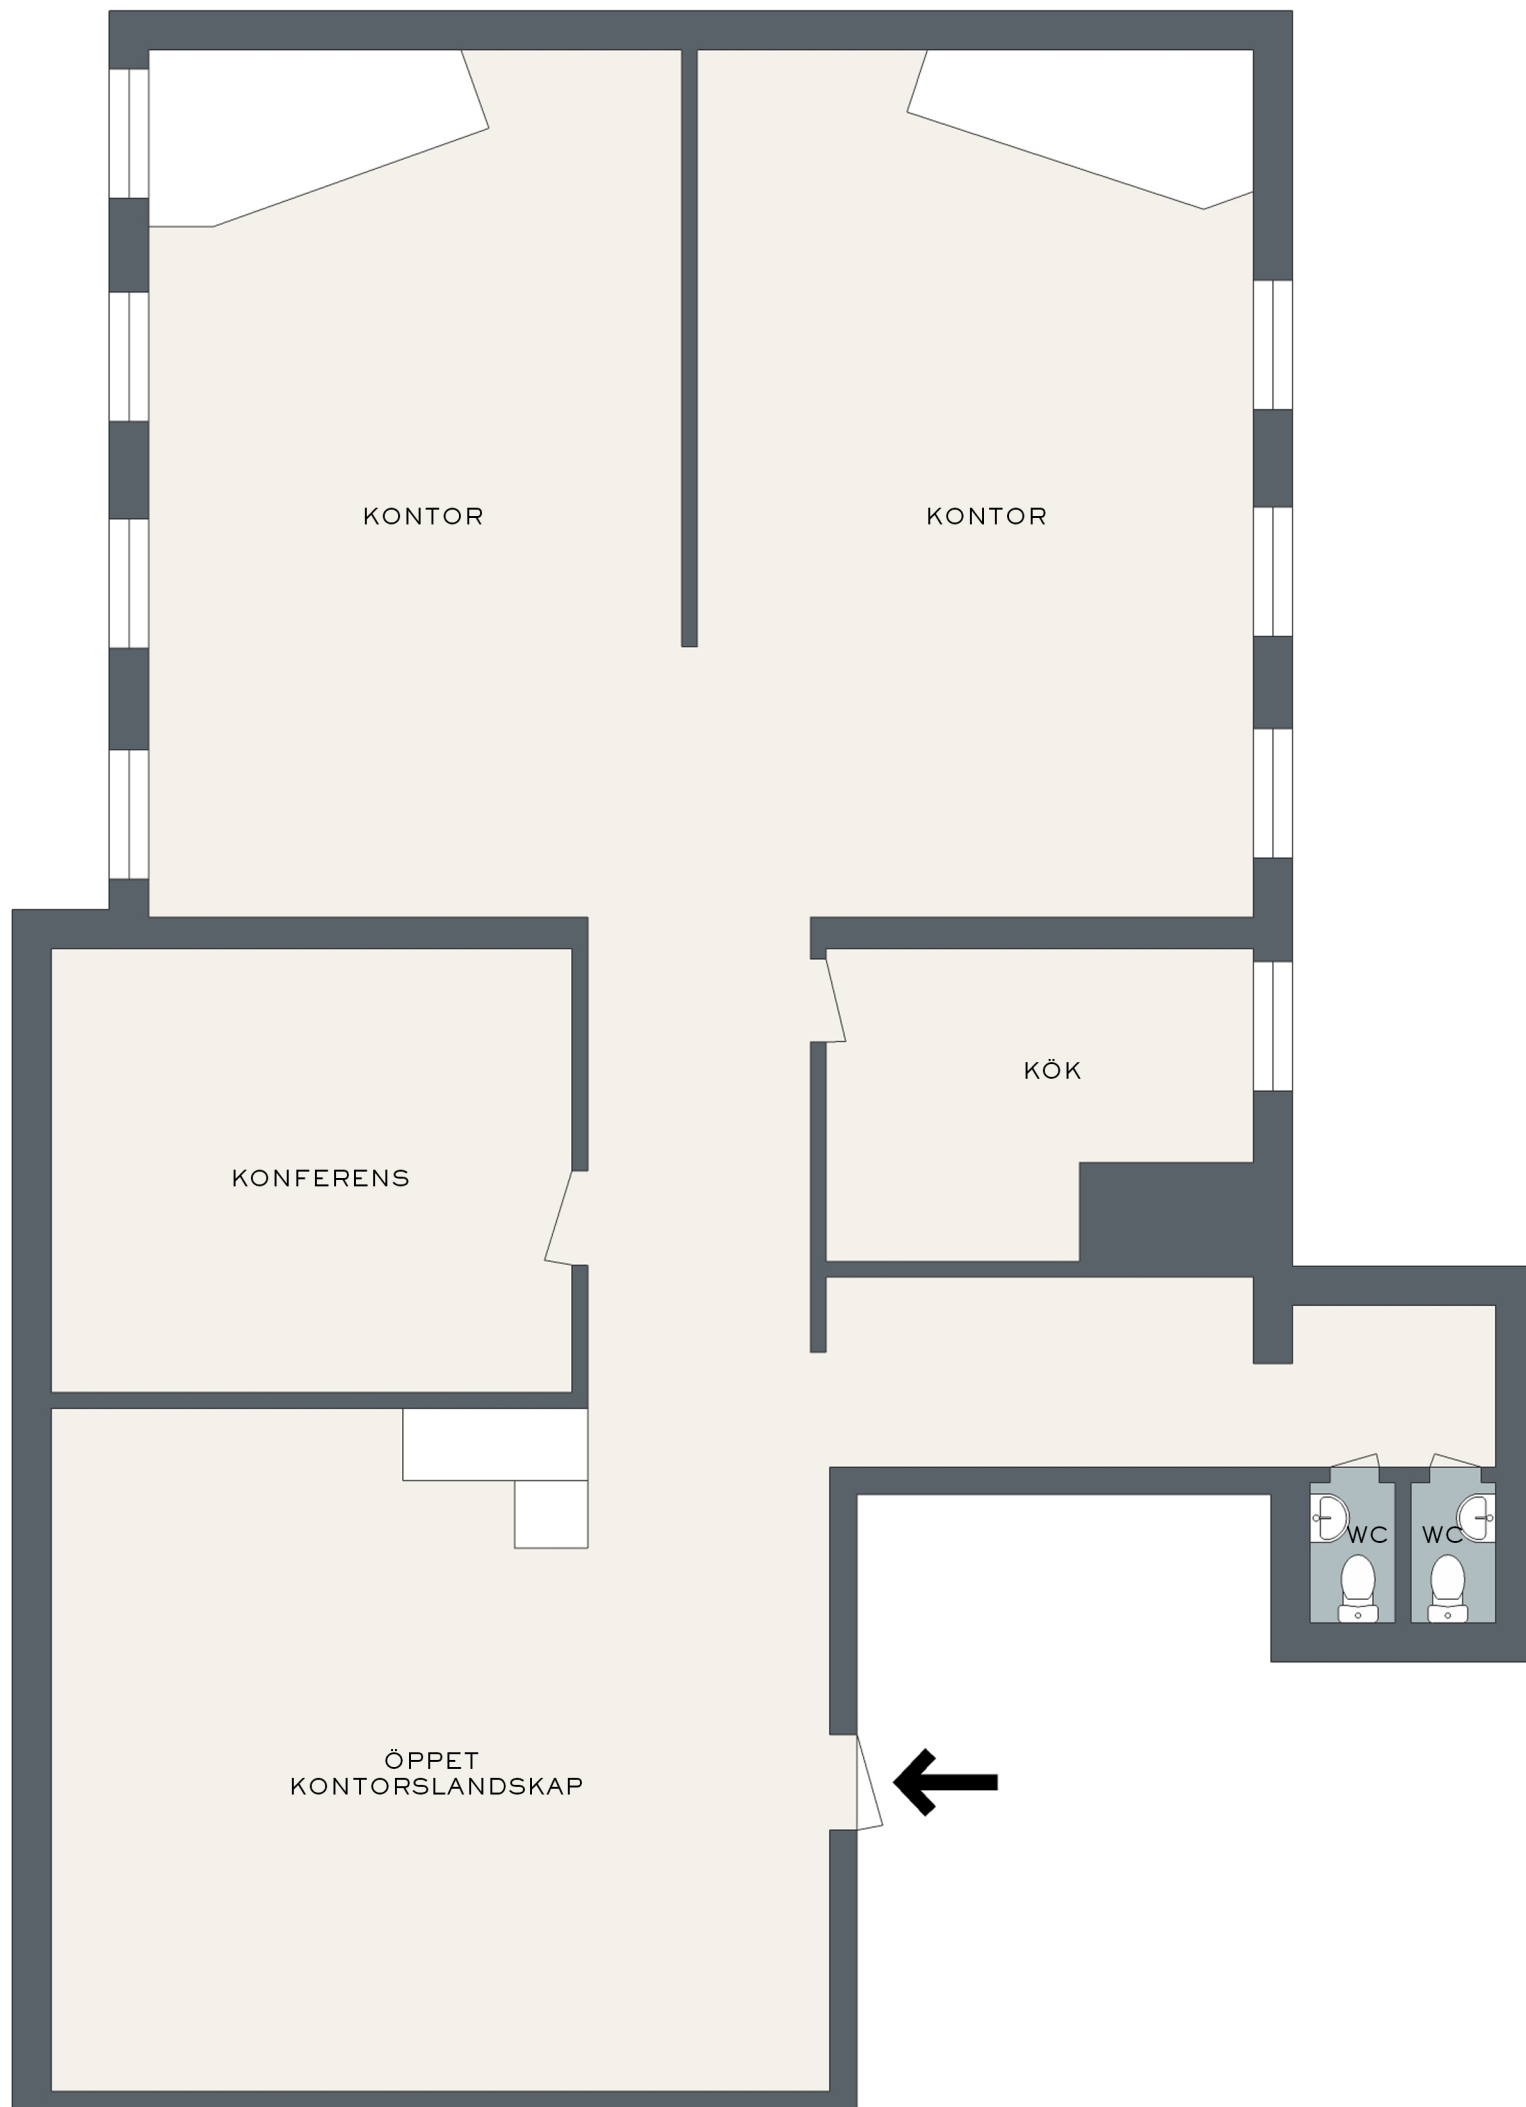 KONTOR
KONTOR
KÖK
KONFERENS
WC
WC
ÖPPET
KONTORSLANDSKAP